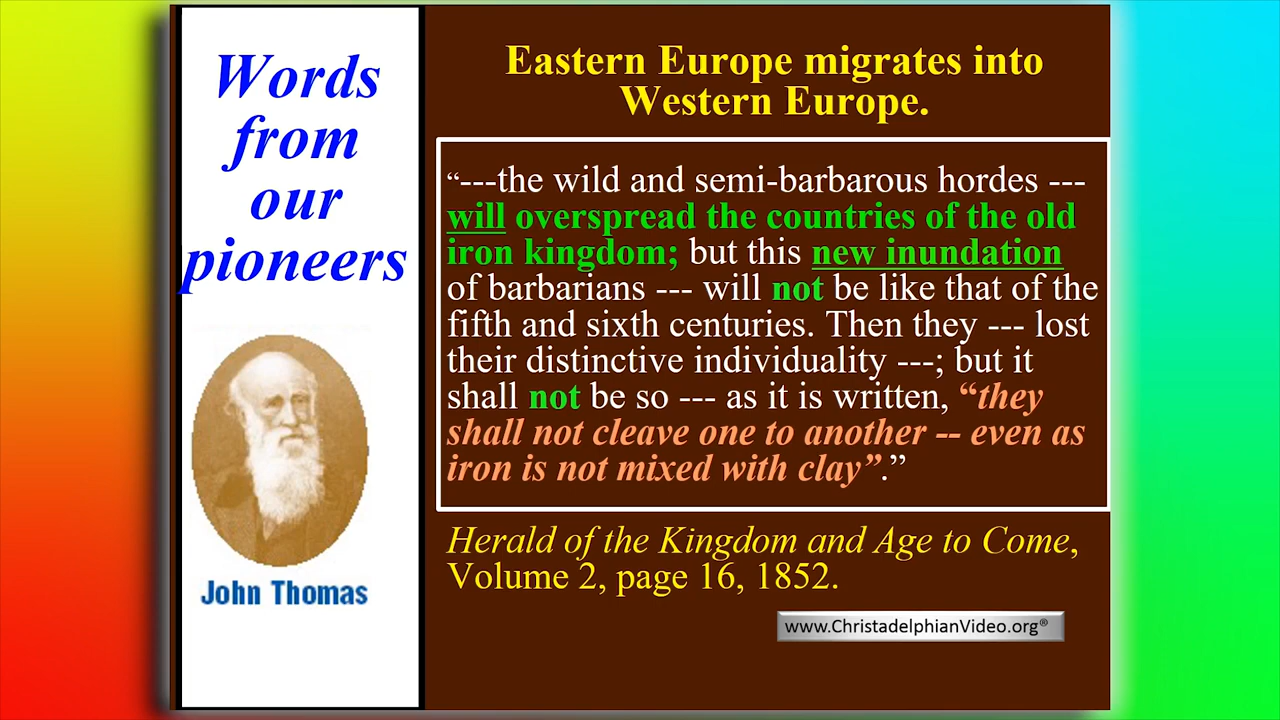 Words
from
our
pioneers
John Thomas
Eastern Europe migrates into
Western Europe.
“---the wild and semi-barbarous hordes ---
will overspread the countries of the old
iron kingdom; but this new inundation
of barbarians --- will not be like that of the
fifth and sixth centuries. Then they --- lost
their distinctive individuality ---; but it
shall not be so --- as it is written, “they
shall not cleave one to another -- even as
iron is not mixed with clay”.”
Herald of the Kingdom and Age to Come,
Volume 2, page 16, 1852.
www.ChristadelphianVideo.org®